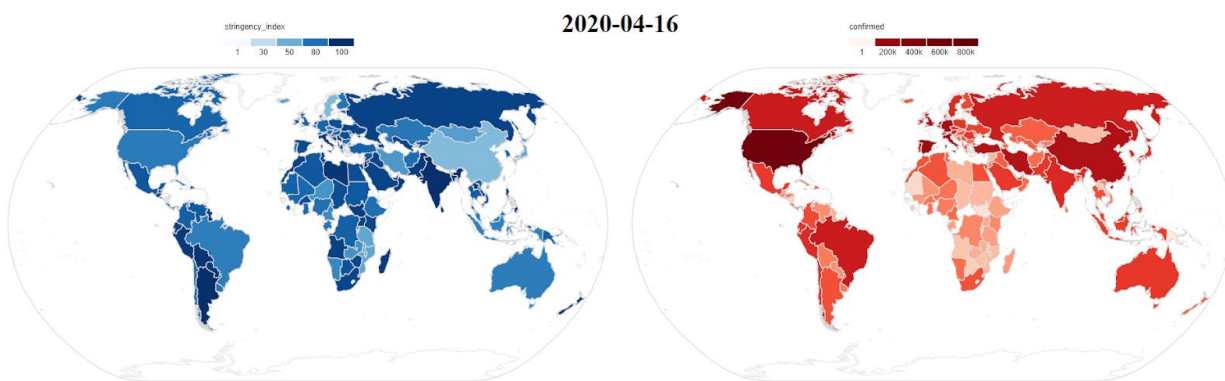 2020-04-16
stringency_index
1 30 50 80 100
confirmed
1 200k 400k 600k 800k